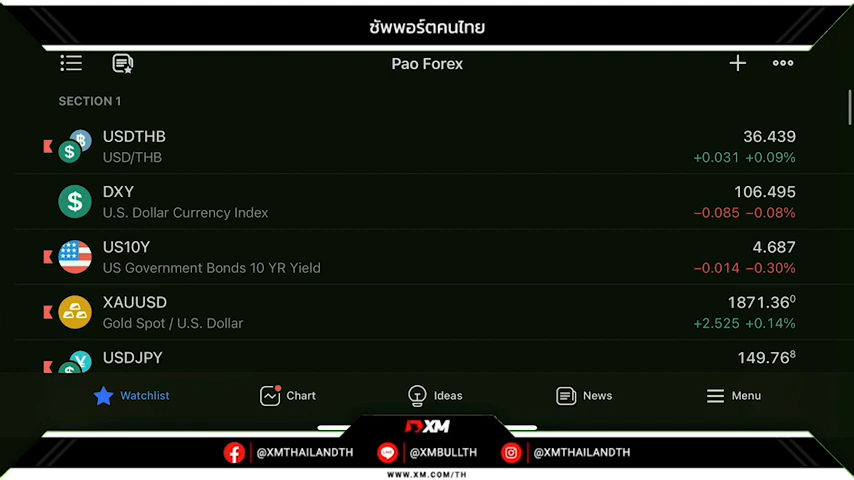 ซัพพอร์ตคนไทย
Pao Forex
SECTION 1
USDTHB 36.439
USD/THB +0.031 +0.09%
DXY 106.495
U.S. Dollar Currency Index −0.085 −0.08%
US10Y 4.687
US Government Bonds 10 YR Yield −0.014 −0.30%
XAUUSD 1871.36⁰
Gold Spot / U.S. Dollar +2.525 +0.14%
USDJPY 149.76⁸
Watchlist Chart Ideas News Menu
XM
@XMTHAILANDTH @XMBULLTH @XMTHAILANDTH
WWW.XM.COM/TH